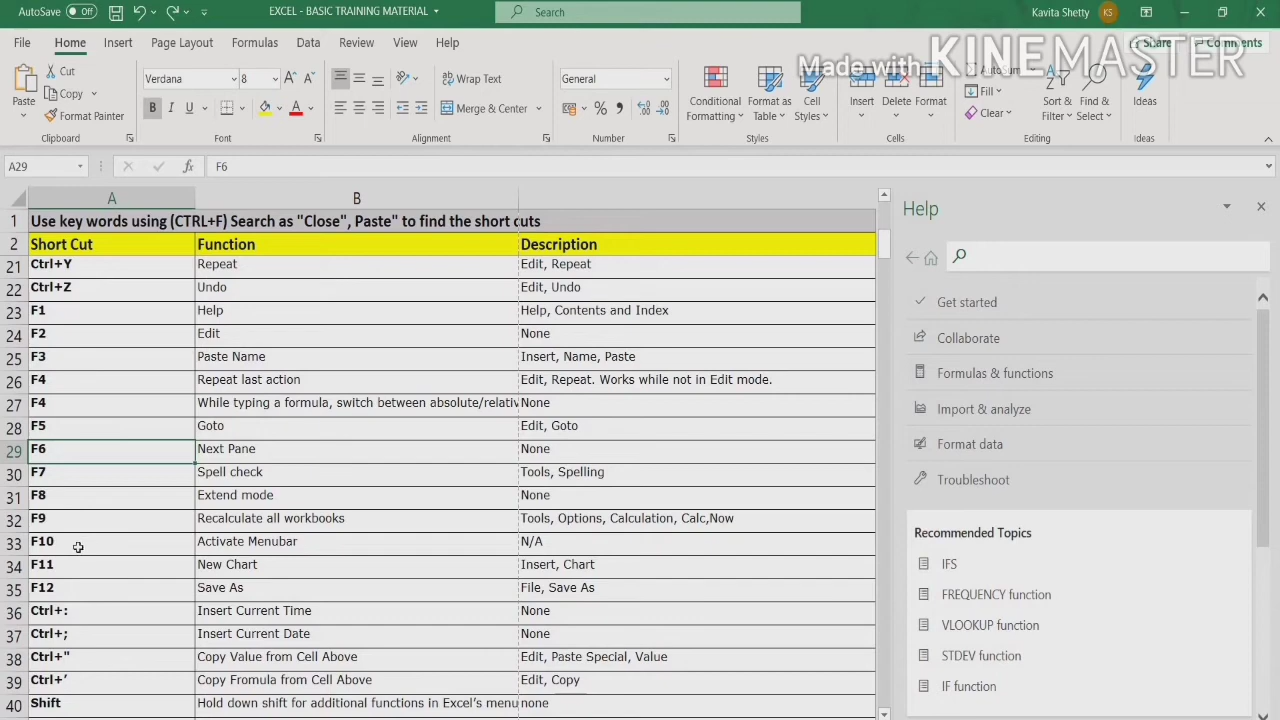 AutoSave Off EXCEL - BASIC TRAINING MATERIAL Search Kavita Shetty KS
File Home Insert Page Layout Formulas Data Review View Help Share Comments
Made with KINEMASTER
Paste Cut Copy Format Painter Clipboard
Verdana 8 B I U A Font
Wrap Text Merge & Center Alignment
General % Number
Conditional Formatting Format as Table Cell Styles Styles
Insert Delete Format Cells
AutoSum Fill Clear Sort & Filter Find & Select Editing
Ideas Ideas
A29 fx F6
A B
1 Use key words using (CTRL+F) Search as "Close", Paste" to find the short cuts
2 Short Cut Function Description
21 Ctrl+Y Repeat Edit, Repeat
22 Ctrl+Z Undo Edit, Undo
23 F1 Help Help, Contents and Index
24 F2 Edit None
25 F3 Paste Name Insert, Name, Paste
26 F4 Repeat last action Edit, Repeat. Works while not in Edit mode.
27 F4 While typing a formula, switch between absolute/relativ None
28 F5 Goto Edit, Goto
29 F6 Next Pane None
30 F7 Spell check Tools, Spelling
31 F8 Extend mode None
32 F9 Recalculate all workbooks Tools, Options, Calculation, Calc,Now
33 F10 Activate Menubar N/A
34 F11 New Chart Insert, Chart
35 F12 Save As File, Save As
36 Ctrl+: Insert Current Time None
37 Ctrl+; Insert Current Date None
38 Ctrl+" Copy Value from Cell Above Edit, Paste Special, Value
39 Ctrl+’ Copy Fromula from Cell Above Edit, Copy
40 Shift Hold down shift for additional functions in Excel’s menu none
Help
Get started
Collaborate
Formulas & functions
Import & analyze
Format data
Troubleshoot
Recommended Topics
IFS
FREQUENCY function
VLOOKUP function
STDEV function
IF function